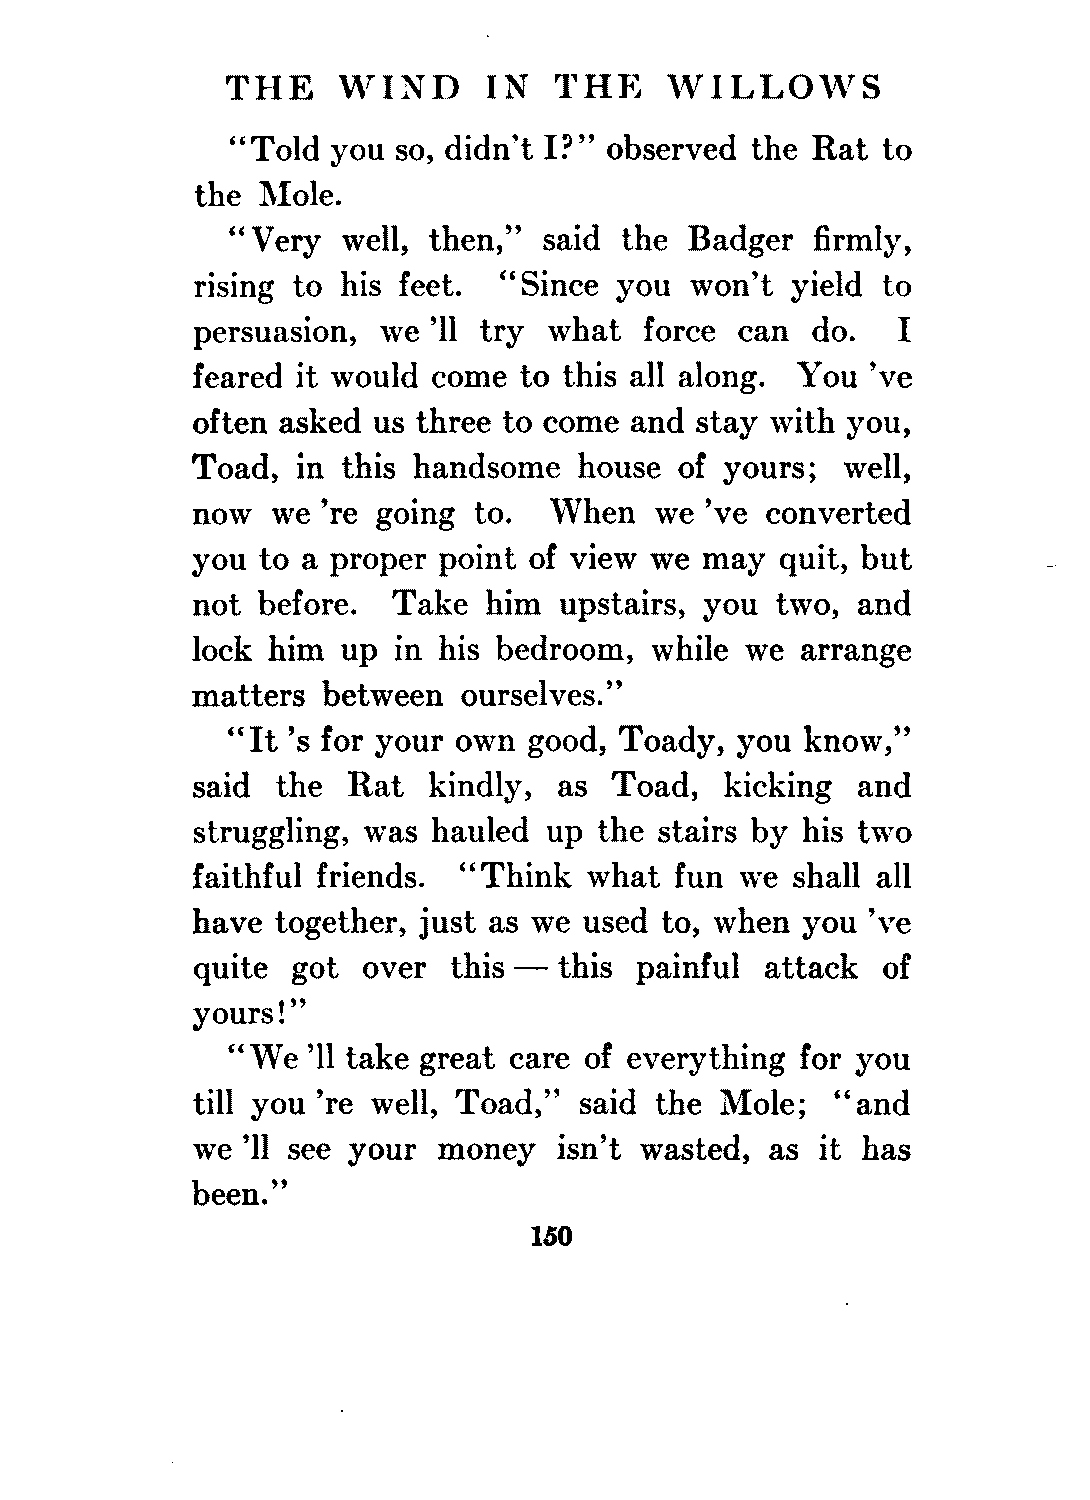 THE WIND IN THE WILLOWS
“Told you so, didn’t I?” observed the Rat to
the Mole.
“Very well, then,” said the Badger firmly,
rising to his feet. “Since you won’t yield to
persuasion, we ’ll try what force can do. I
feared it would come to this all along. You ’ve
often asked us three to come and stay with you,
Toad, in this handsome house of yours; well,
now we ’re going to. When we ’ve converted
you to a proper point of view we may quit, but
not before. Take him upstairs, you two, and
lock him up in his bedroom, while we arrange
matters between ourselves.”
“It ’s for your own good, Toady, you know,”
said the Rat kindly, as Toad, kicking and
struggling, was hauled up the stairs by his two
faithful friends. “Think what fun we shall all
have together, just as we used to, when you ’ve
quite got over this — this painful attack of
yours!”
“We ’ll take great care of everything for you
till you ’re well, Toad,” said the Mole; “and
we ’ll see your money isn’t wasted, as it has
been.”
150